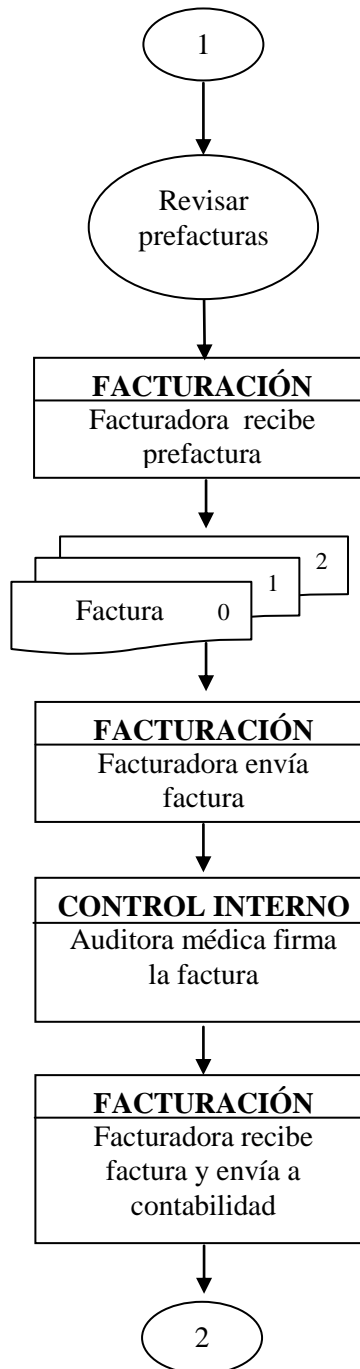 1
Revisar
prefacturas
FACTURACIÓN
Facturadora recibe
prefactura
2
1
Factura 0
FACTURACIÓN
Facturadora envía
factura
CONTROL INTERNO
Auditora médica firma
la factura
FACTURACIÓN
Facturadora recibe
factura y envía a
contabilidad
2